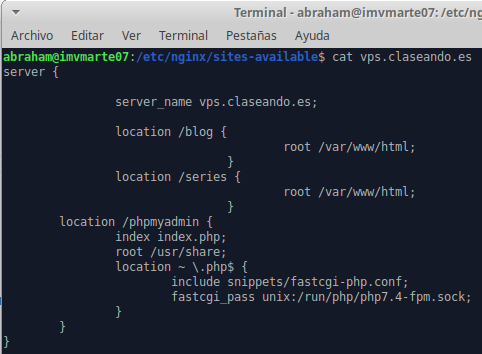 Terminal - abraham@imvmarte07: /etc/ng
Archivo Editar Ver Terminal Pestañas Ayuda
abraham@imvmarte07:/etc/nginx/sites-available$ cat vps.claseando.es
server {
server_name vps.claseando.es;
location /blog {
root /var/www/html;
}
location /series {
root /var/www/html;
}
location /phpmyadmin {
index index.php;
root /usr/share;
location ~ \.php$ {
include snippets/fastcgi-php.conf;
fastcgi_pass unix:/run/php/php7.4-fpm.sock;
}
}
}